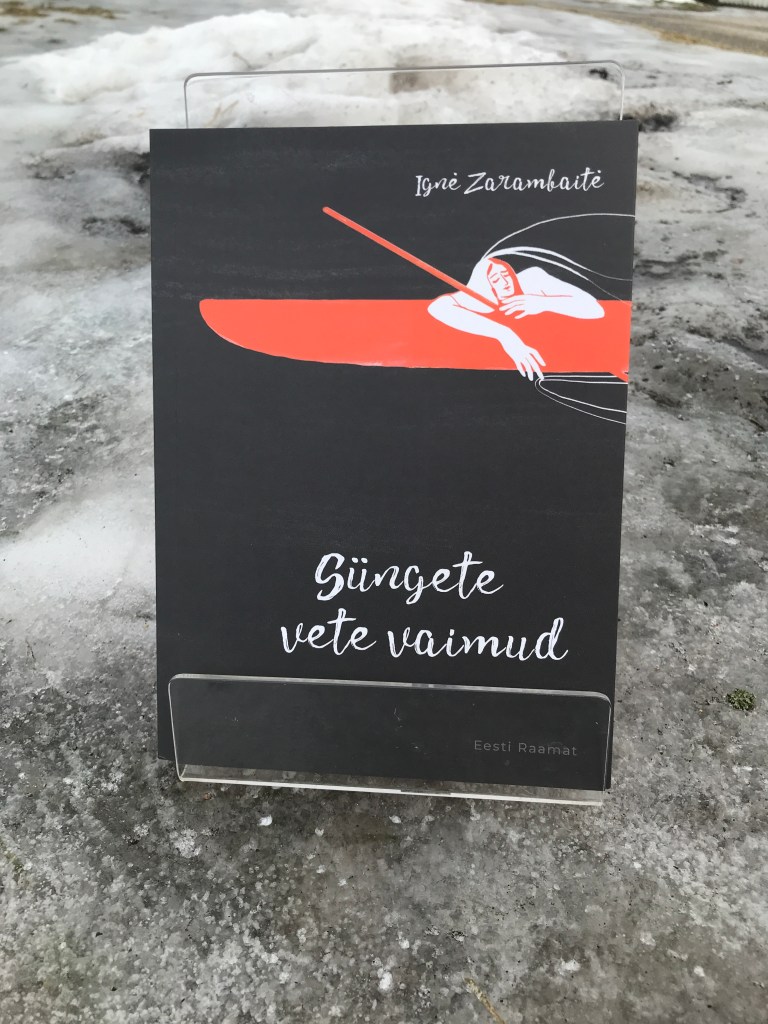 Ignė Zarambaitė
Süngete
vete vaimud
Eesti Raamat